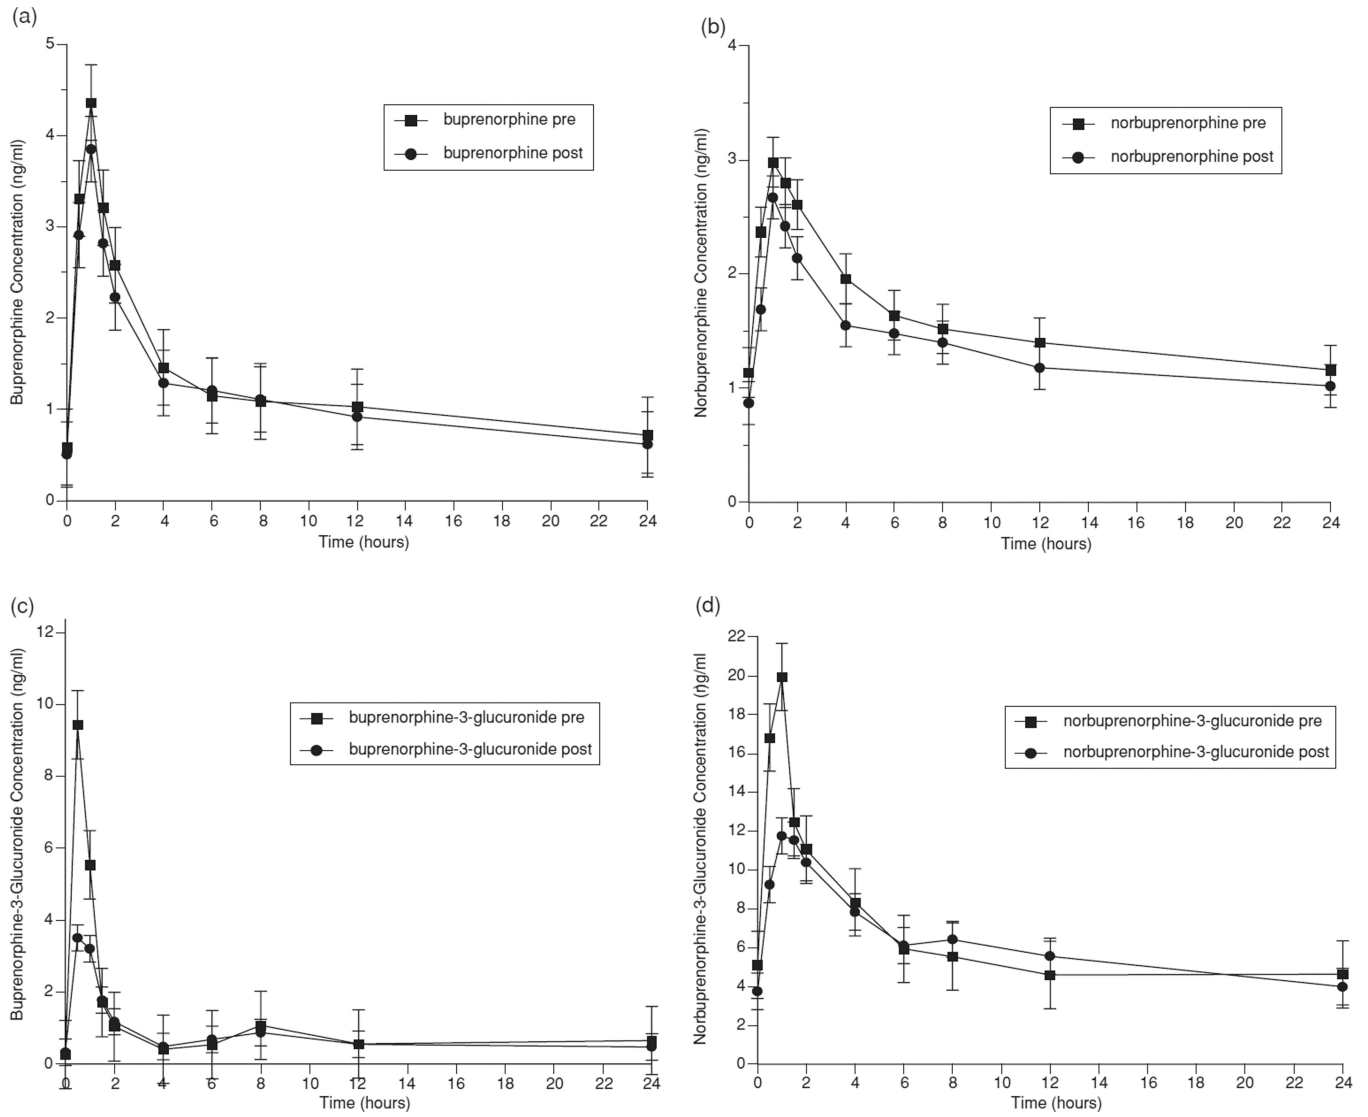 (a)
5
4
3
2
1
0
Buprenorphine Concentration (ng/ml)
buprenorphine pre
buprenorphine post
0 2 4 6 8 10 12 14 16 18 20 22 24
Time (hours)
(b)
4
3
2
1
0
Norbuprenorphine Concentration (ng/ml)
norbuprenorphine pre
norbuprenorphine post
0 2 4 6 8 10 12 14 16 18 20 22 24
Time (hours)
(c)
12
10
8
6
4
2
0
Buprenorphine-3-Glucuronide Concentration (ng/ml)
buprenorphine-3-glucuronide pre
buprenorphine-3-glucuronide post
0 2 4 6 8 10 12 14 16 18 20 22 24
Time (hours)
(d)
22
20
18
16
14
12
10
8
6
4
2
0
Norbuprenorphine-3-Glucuronide Concentration (ηg/ml
norbuprenorphine-3-glucuronide pre
norbuprenorphine-3-glucuronide post
0 2 4 6 8 10 12 14 16 18 20 22 24
Time (hours)